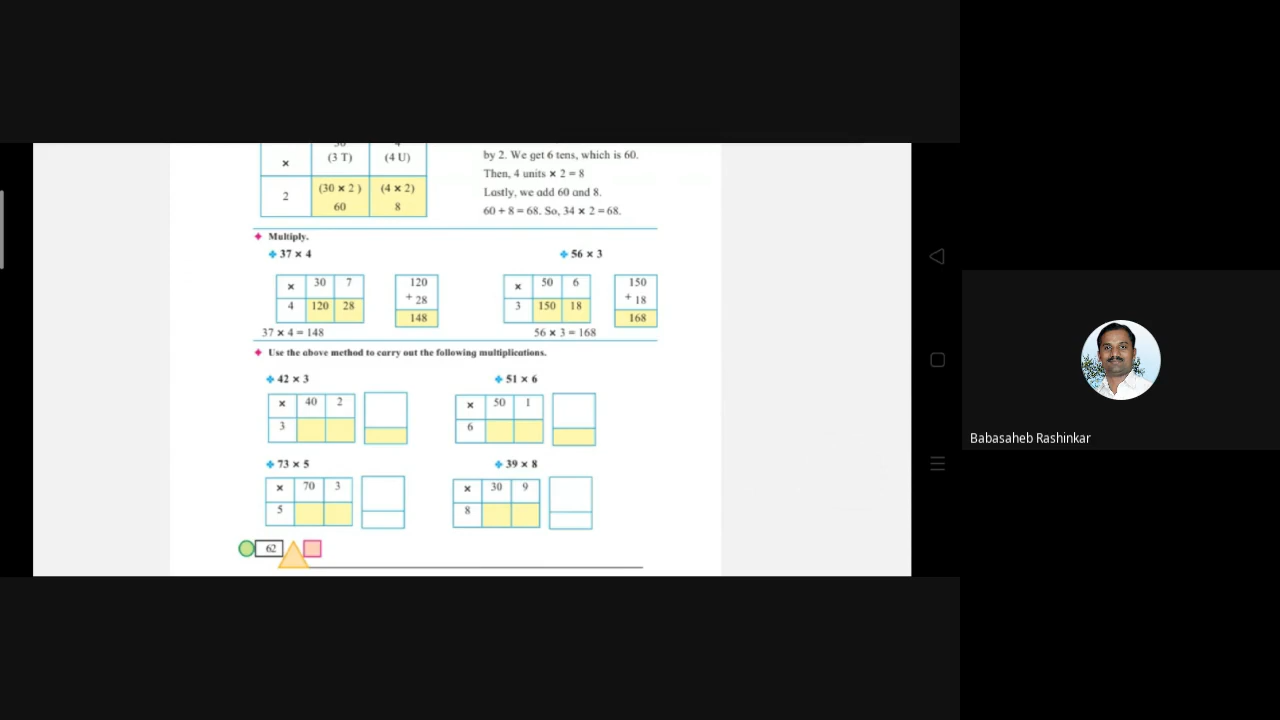 (3 T) (4 U)
×
2 (30 × 2 ) (4 × 2)
60 8
by 2. We get 6 tens, which is 60.
Then, 4 units × 2 = 8
Lastly, we add 60 and 8.
60 + 8 = 68. So, 34 × 2 = 68.
Multiply.
37 × 4
× 30 7
4 120 28
120
+ 28
148
37 × 4 = 148
56 × 3
× 50 6
3 150 18
150
+ 18
168
56 × 3 = 168
Use the above method to carry out the following multiplications.
42 × 3
× 40 2
3
51 × 6
× 50 1
6
73 × 5
× 70 3
5
39 × 8
× 30 9
8
62
Babasaheb Rashinkar